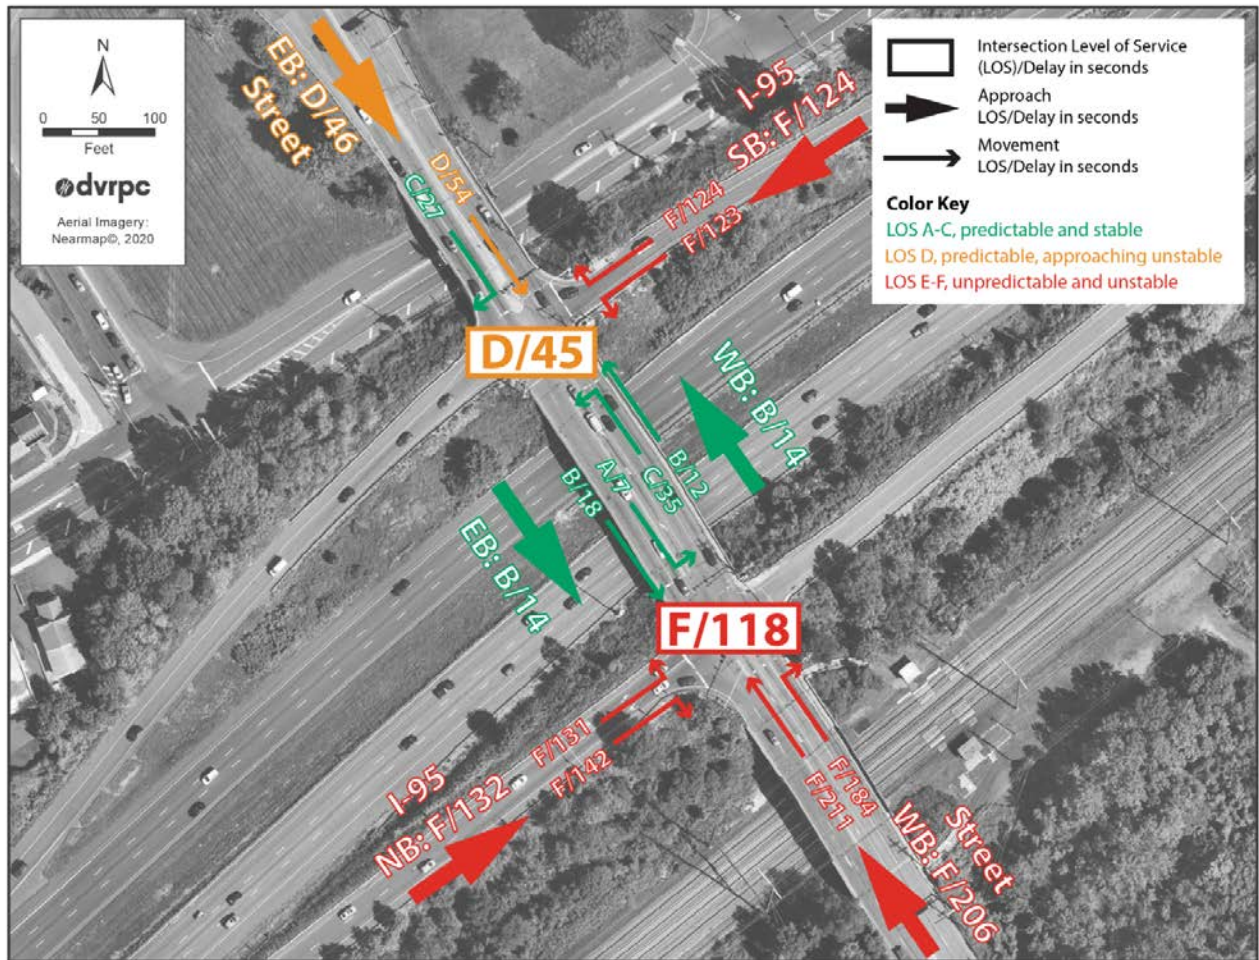 N
0 50 100
Feet
dvrpc
Aerial Imagery:
Nearmap©, 2020
Intersection Level of Service
(LOS)/Delay in seconds
Approach
LOS/Delay in seconds
Movement
LOS/Delay in seconds
Color Key
LOS A-C, predictable and stable
LOS D, predictable, approaching unstable
LOS E-F, unpredictable and unstable
EB: D/46
Street
I-95
SB: F/124
D/54
C/27
F/124
F/123
D/45
WB: B/14
B/12
C/35
A/7
B/18
EB: B/14
F/118
F/131
F/142
I-95
NB: F/132
F/184
F/211
Street
WB: F/206